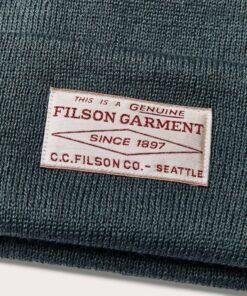 THIS IS A GENUINE
FILSON GARMENT
SINCE 1897
C.C. FILSON CO. – SEATTLE